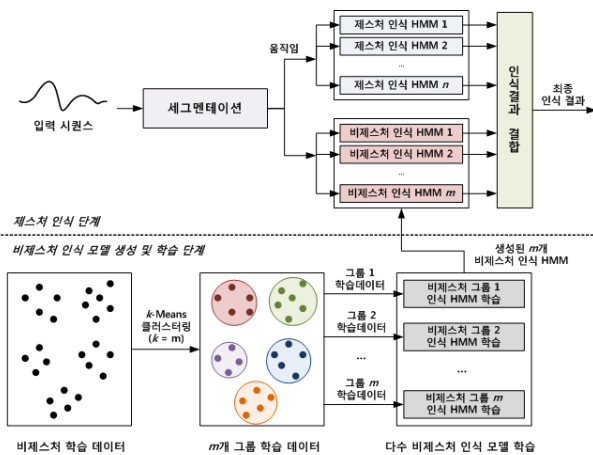 제스처 인식 HMM 1
움직임
제스처 인식 HMM 2
...
제스처 인식 HMM n
입력 시퀀스
세그멘테이션
인식결과 결합
최종
인식 결과
비제스처 인식 HMM 1
비제스처 인식 HMM 2
...
비제스처 인식 HMM m
제스처 인식 단계
비제스처 인식 모델 생성 및 학습 단계
생성된 m개
비제스처 인식 HMM
k-Means
클러스터링
(k = m)
그룹 1
학습데이터
그룹 2
학습데이터
...
그룹 m
학습데이터
비제스처 그룹 1
인식 HMM 학습
비제스처 그룹 2
인식 HMM 학습
...
비제스처 그룹 m
인식 HMM 학습
비제스처 학습 데이터
m개 그룹 학습 데이터
다수 비제스처 인식 모델 학습